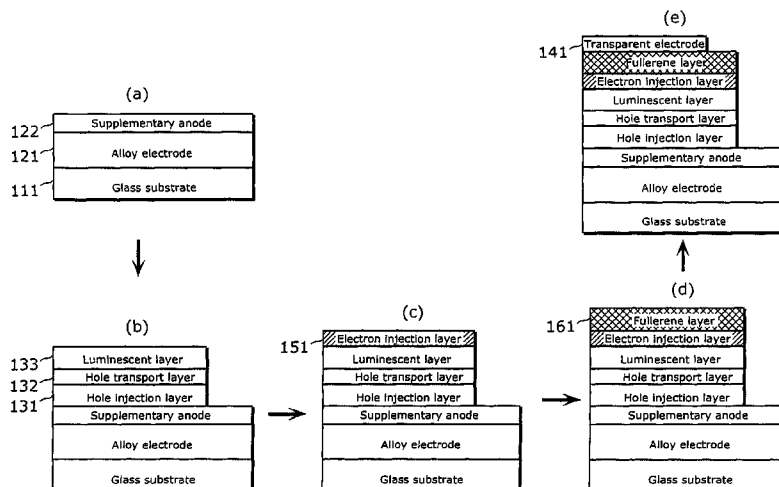 (a)
122
Supplementary anode
121
Alloy electrode
111
Glass substrate
(b)
133
Luminescent layer
132
Hole transport layer
131
Hole injection layer
Supplementary anode
Alloy electrode
Glass substrate
(c)
151
Electron injection layer
Luminescent layer
Hole transport layer
Hole injection layer
Supplementary anode
Alloy electrode
Glass substrate
(d)
161
Fullerene layer
Electron injection layer
Luminescent layer
Hole transport layer
Hole injection layer
Supplementary anode
Alloy electrode
Glass substrate
(e)
141
Transparent electrode
Fullerene layer
Electron injection layer
Luminescent layer
Hole transport layer
Hole injection layer
Supplementary anode
Alloy electrode
Glass substrate